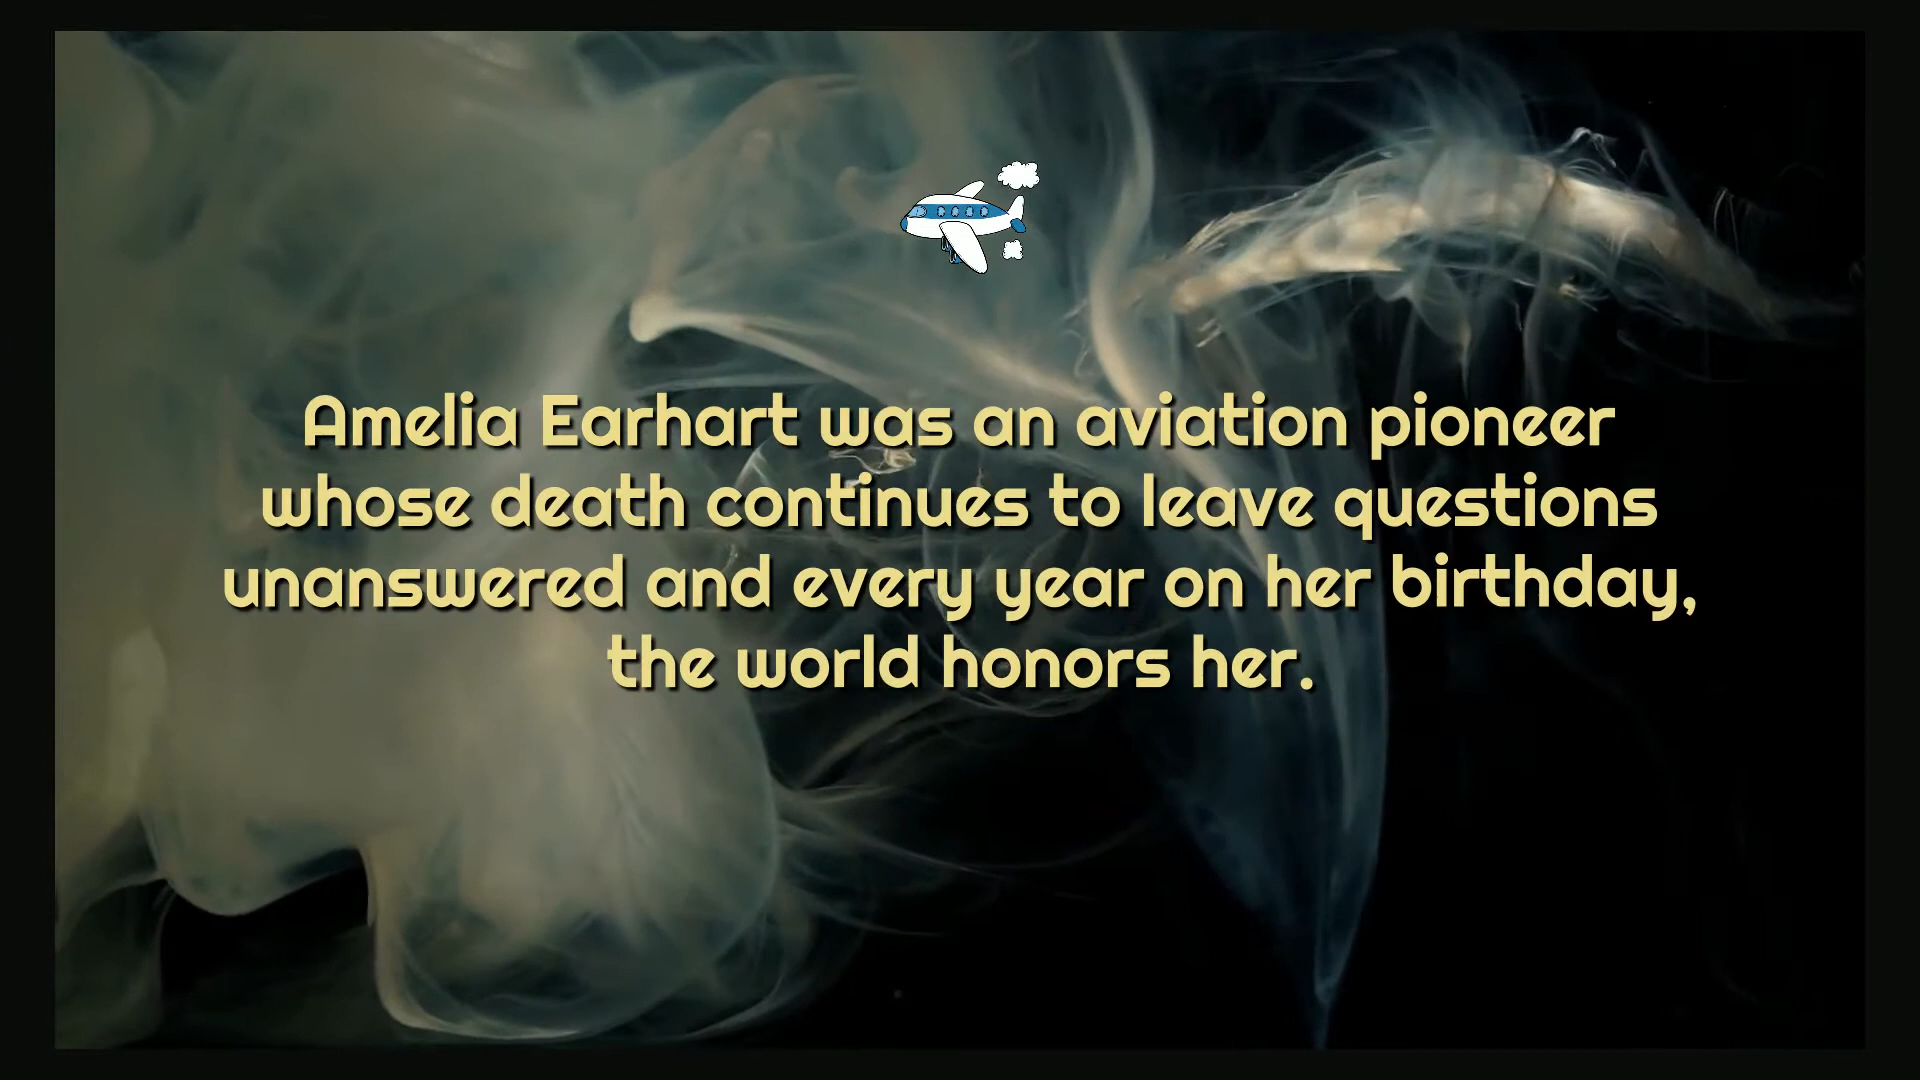 Amelia Earhart was an aviation pioneer
whose death continues to leave questions
unanswered and every year on her birthday,
the world honors her.